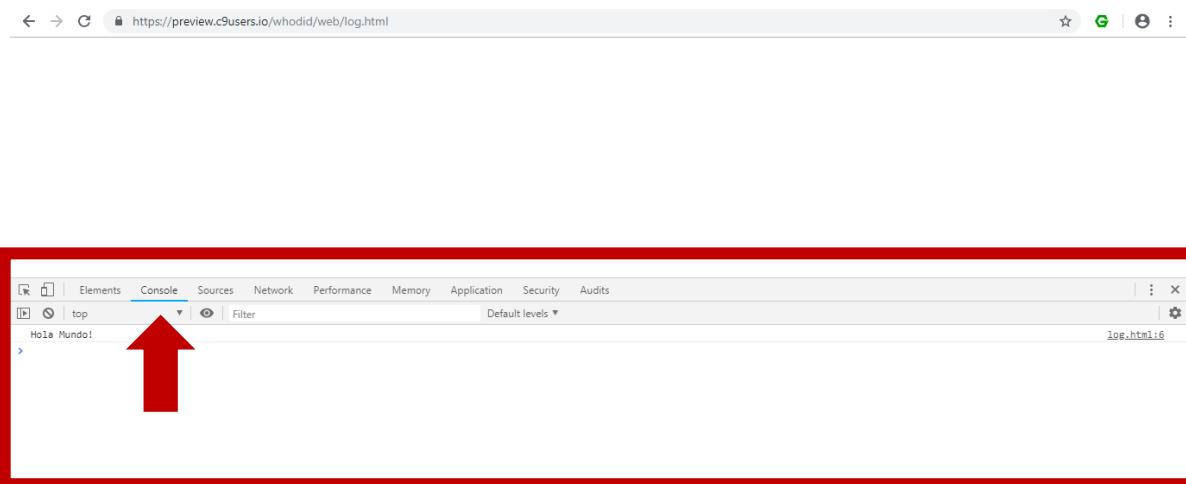 https://preview.c9users.io/whodid/web/log.html
Elements Console Sources Network Performance Memory Application Security Audits
top Filter Default levels
Hola Mundo! log.html:6